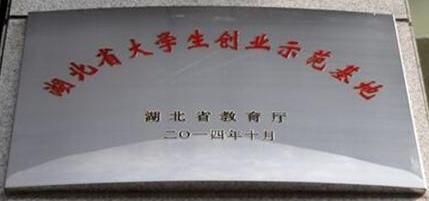 湖北省大学生创业示范基地
湖北省教育厅
二〇一四年十月